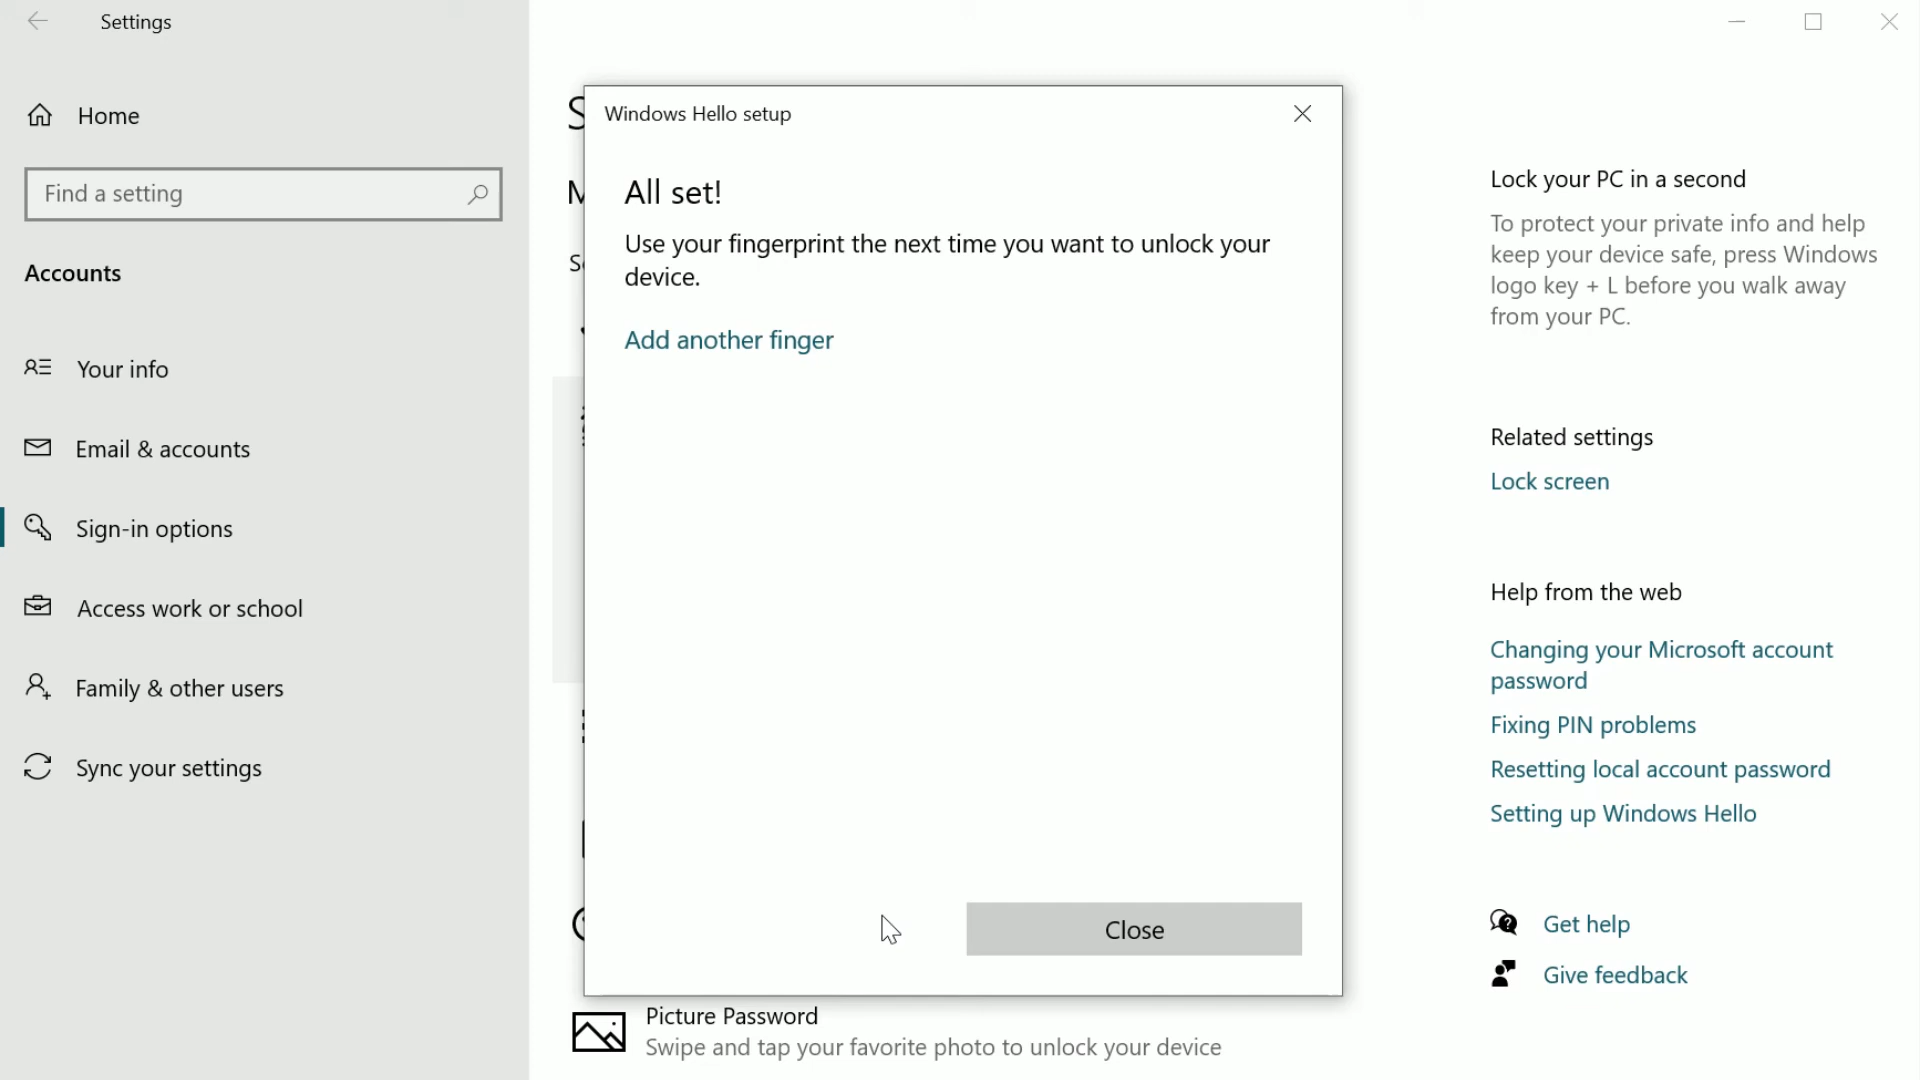 Settings
Home
Find a setting
Accounts
Your info
Email & accounts
Sign-in options
Access work or school
Family & other users
Sync your settings
Windows Hello setup
All set!
Use your fingerprint the next time you want to unlock your
device.
Add another finger
Close
Picture Password
Swipe and tap your favorite photo to unlock your device
Lock your PC in a second
To protect your private info and help
keep your device safe, press Windows
logo key + L before you walk away
from your PC.
Related settings
Lock screen
Help from the web
Changing your Microsoft account
password
Fixing PIN problems
Resetting local account password
Setting up Windows Hello
Get help
Give feedback